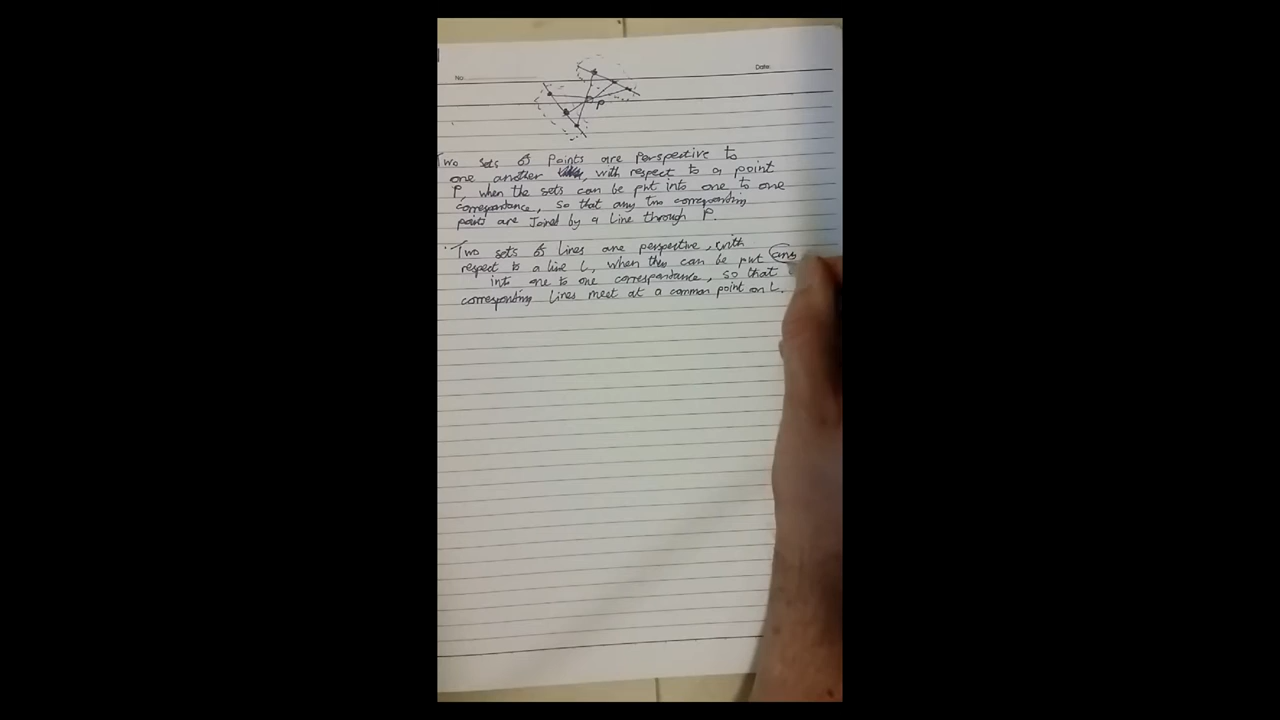 No
Date:
P
Two sets of Points are Perspective to
one another with respect to a point
P, when the sets can be put into one to one
correspondance, so that any two corresponding
points are Joined by a line through P.
Two sets of lines are perspective, with
respect to a line L, when they can be put any
into one to one correspondance, so that
corresponding lines meet at a common point on L.